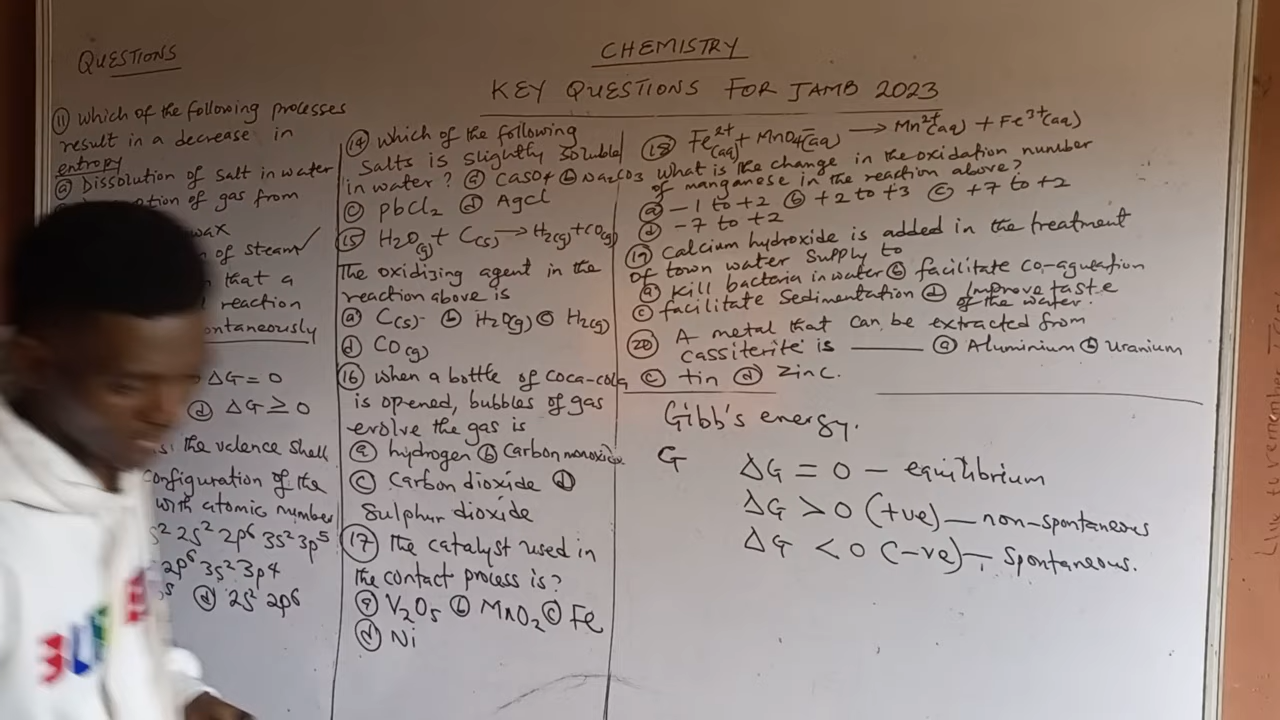 QUESTIONS
CHEMISTRY
KEY QUESTIONS FOR JAMB 2023
(11) Which of the following processes
result in a decrease in
entropy
(a) Dissolution of salt in water
of gas from
wax
n of steam ✓
that a
reaction
spontaneously
ΔG = 0
(d) ΔG ≥ 0
the valence shell
configuration of the
with atomic number
s² 2s² 2p⁶ 3s² 3p⁵
2p⁶ 3s² 3p4
(d) 2s² 2p⁶
(14) Which of the following
Salts is slightly soluble
in water? (a) CaSO4 (b) Na2CO3
(c) PbCl2 (d) AgCl
(15) H2O(g) + C(s) → H2(g) + CO(g)
The oxidizing agent in the
reaction above is
(a) C(s) (b) H2O(g) (c) H2(g)
(d) CO(g)
(16) When a bottle of Coca-cola
is opened, bubbles of gas
evolve the gas is
(a) hydrogen (b) Carbon monoxide
(c) Carbon dioxide (d)
Sulphur dioxide
(17) The catalyst used in
the contact process is?
(a) V2O5 (b) MnO2 (c) Fe
(d) Ni
(18) Fe²⁺(aq) + MnO4⁻(aq) → Mn²⁺(aq) + Fe³⁺(aq)
What is the change in the oxidation number
of manganese in the reaction above?
(a) -1 to +2 (b) +2 to +3 (c) +7 to +2
(d) -7 to +2
(19) Calcium hydroxide is added in the treatment
of town water supply to
(a) Kill bacteria in water (b) facilitate Co-agulation
(c) facilitate Sedimentation (d) Improve taste
of the water.
(20) A metal that can be extracted from
cassiterite is ______ (a) Aluminium (b) Uranium
(c) tin (d) Zinc.
Gibb's energy.
G
ΔG = 0 – equilibrium
ΔG > 0 (+ve) – non-spontaneous
ΔG < 0 (-ve) – Spontaneous.